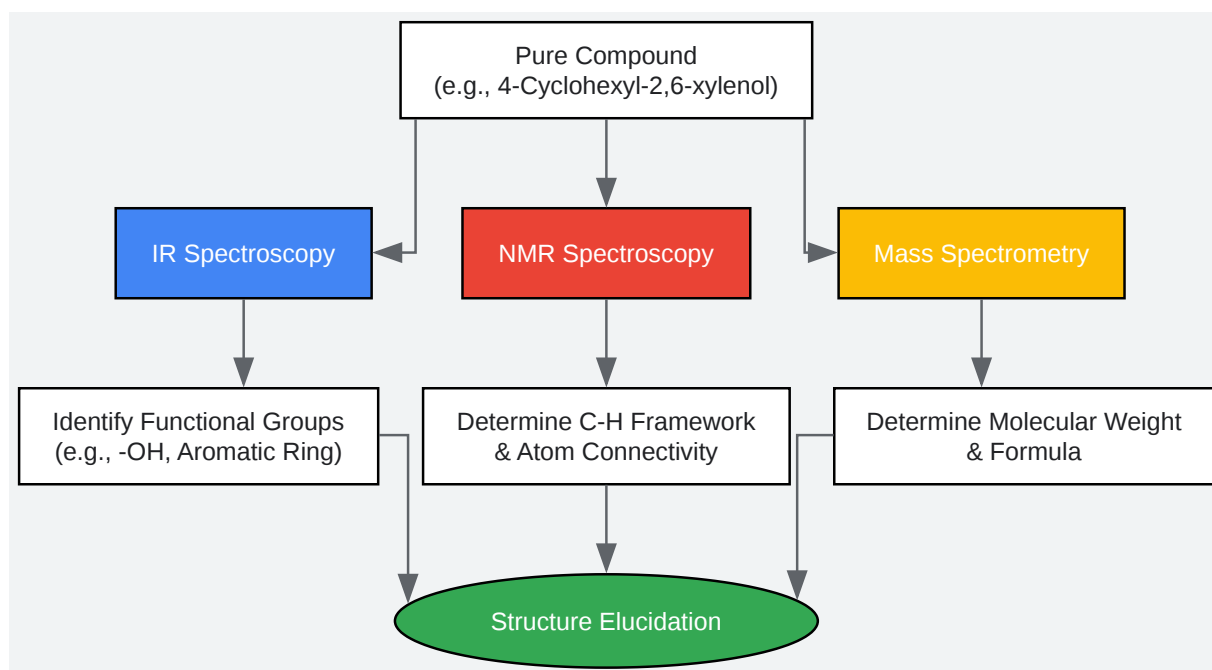 Pure Compound
(e.g., 4-Cyclohexyl-2,6-xylenol)
IR Spectroscopy
NMR Spectroscopy
Mass Spectrometry
Identify Functional Groups
(e.g., -OH, Aromatic Ring)
Determine C-H Framework
& Atom Connectivity
Determine Molecular Weight
& Formula
Structure Elucidation